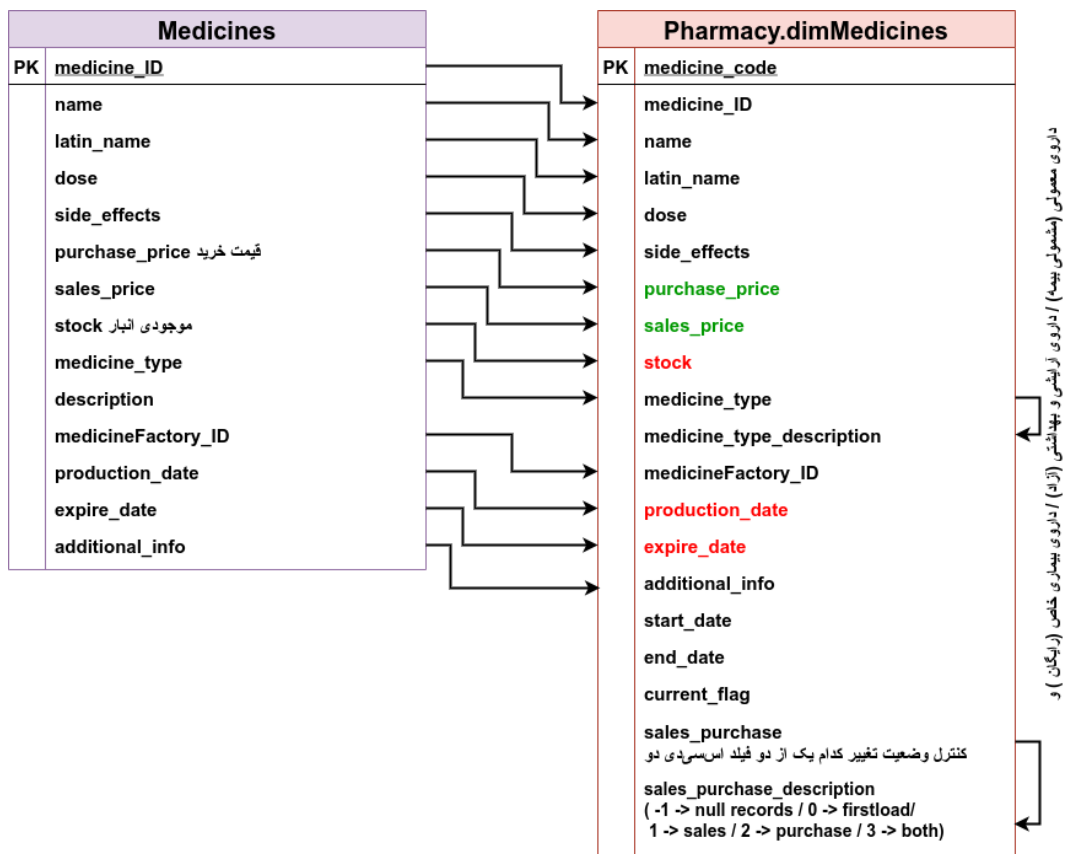 Medicines
PK medicine_ID
name
latin_name
dose
side_effects
purchase_price قیمت خرید
sales_price
stock موجودی انبار
medicine_type
description
medicineFactory_ID
production_date
expire_date
additional_info
Pharmacy.dimMedicines
PK medicine_code
medicine_ID
name
latin_name
dose
side_effects
purchase_price
sales_price
stock
medicine_type
medicine_type_description
medicineFactory_ID
production_date
expire_date
additional_info
start_date
end_date
current_flag
sales_purchase
کنترل وضعیت تغییر کدام یک از دو فیلد اس‌سی‌دی دو
sales_purchase_description
( -1 -> null records / 0 -> firstload/
1 -> sales / 2 -> purchase / 3 -> both)
داروی معمولی (مشمولی بیمه) / داروی آرایشی و بهداشتی (آزاد) / داروی بیماری خاص (رایگان ) و